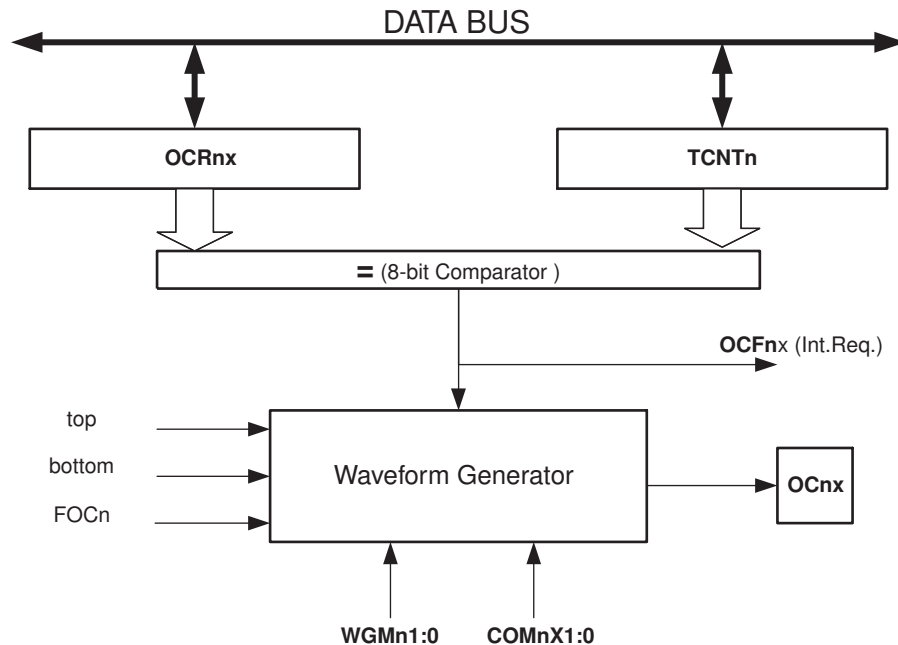 DATA BUS
OCRnx
TCNTn
= (8-bit Comparator )
OCFnx (Int.Req.)
top
bottom
FOCn
Waveform Generator
OCnx
WGMn1:0
COMnX1:0